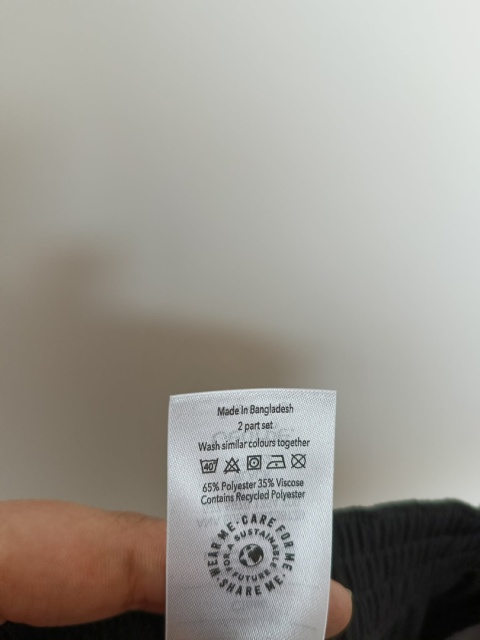 Made In Bangladesh
2 part set
Wash similar colours together
40
65% Polyester 35% Viscose
Contains Recycled Polyester
WEAR ME · CARE FOR ME · SHARE ME ·
FOR A SUSTAINABLE FUTURE